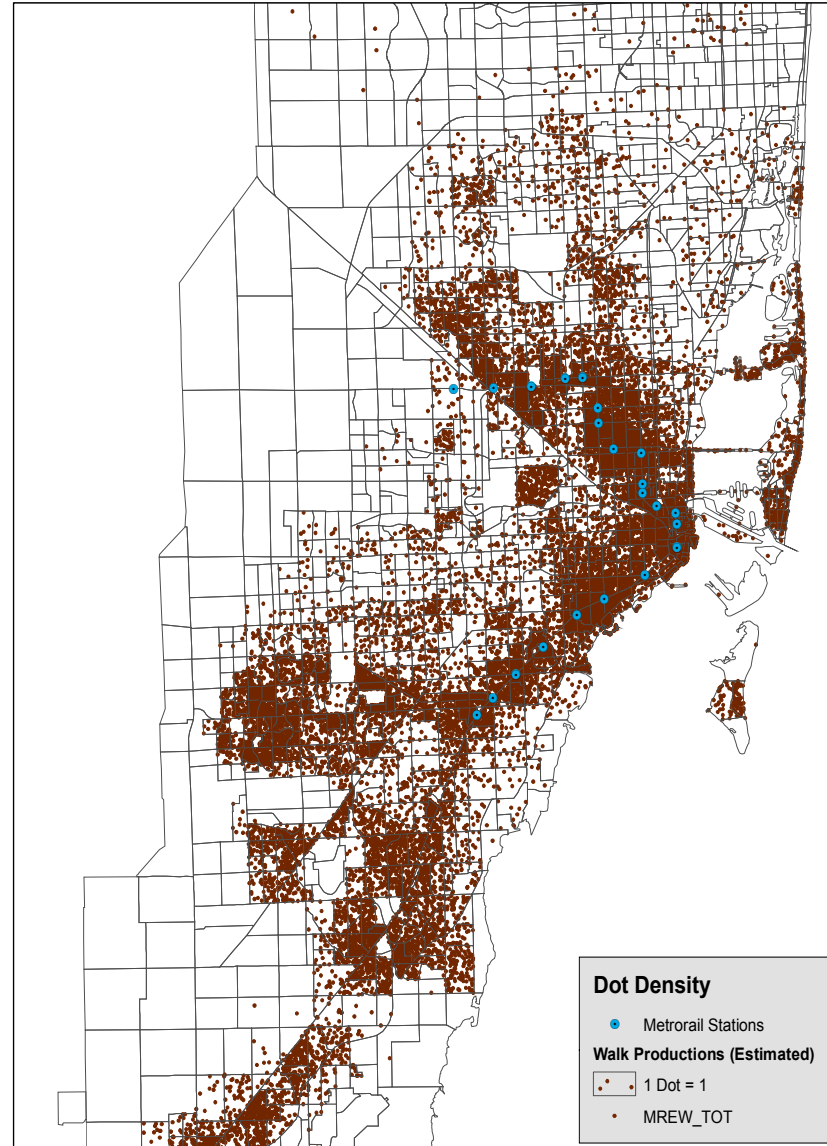 Dot Density
Metrorail Stations
Walk Productions (Estimated)
1 Dot = 1
MREW_TOT